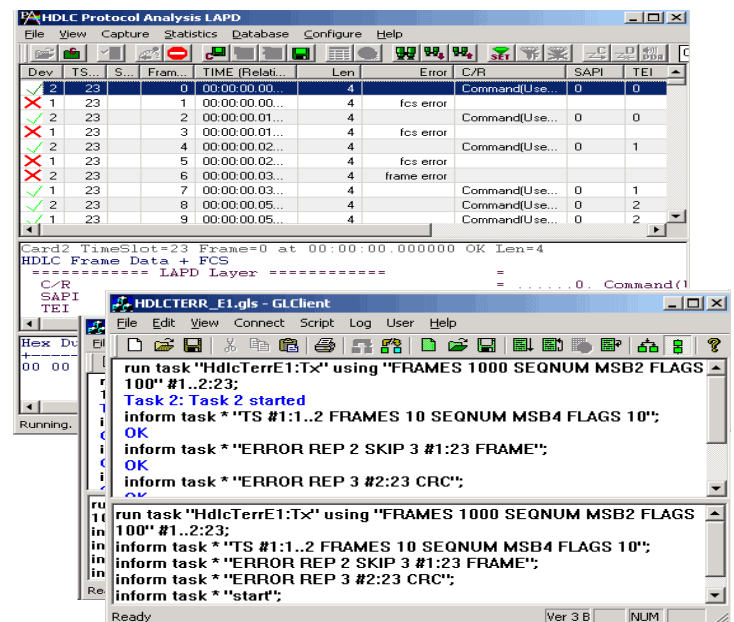 HDLC Protocol Analysis LAPD
File View Capture Statistics Database Configure Help
SET
Dev TS... S... Fram... TIME (Relati... Len Error C/R SAPI TEI
2 23 0 00:00:00.00... 4 Command(Use... 0 0
1 23 1 00:00:00.00... 4 fcs error
2 23 2 00:00:00.01... 4 Command(Use... 0 0
1 23 3 00:00:00.01... 4 fcs error
2 23 4 00:00:00.02... 4 Command(Use... 0 1
1 23 5 00:00:00.02... 4 fcs error
2 23 6 00:00:00.03... 4 frame error
1 23 7 00:00:00.03... 4 Command(Use... 0 1
2 23 8 00:00:00.05... 4 Command(Use... 0 2
1 23 9 00:00:00.05... 4 Command(Use... 0 2
Card2 TimeSlot=23 Frame=0 at 00:00:00.000000 OK Len=4
HDLC Frame Data + FCS
============ LAPD Layer ============ =
C/R = ......0. Command(
SAPI
TEI
Hex Du
00 00
Running.
HDLCTERR_E1.gls - GLClient
File Edit View Connect Script Log User Help
run task "HdlcTerrE1:Tx" using "FRAMES 1000 SEQNUM MSB2 FLAGS
100" #1..2:23;
Task 2: Task 2 started
inform task * "TS #1:1..2 FRAMES 10 SEQNUM MSB4 FLAGS 10";
OK
inform task * "ERROR REP 2 SKIP 3 #1:23 FRAME";
OK
inform task * "ERROR REP 3 #2:23 CRC";
OK
run task "HdlcTerrE1:Tx" using "FRAMES 1000 SEQNUM MSB2 FLAGS
100" #1..2:23;
inform task * "TS #1:1..2 FRAMES 10 SEQNUM MSB4 FLAGS 10";
inform task * "ERROR REP 2 SKIP 3 #1:23 FRAME";
inform task * "ERROR REP 3 #2:23 CRC";
inform task * "start";
Ready Ver 3 B NUM